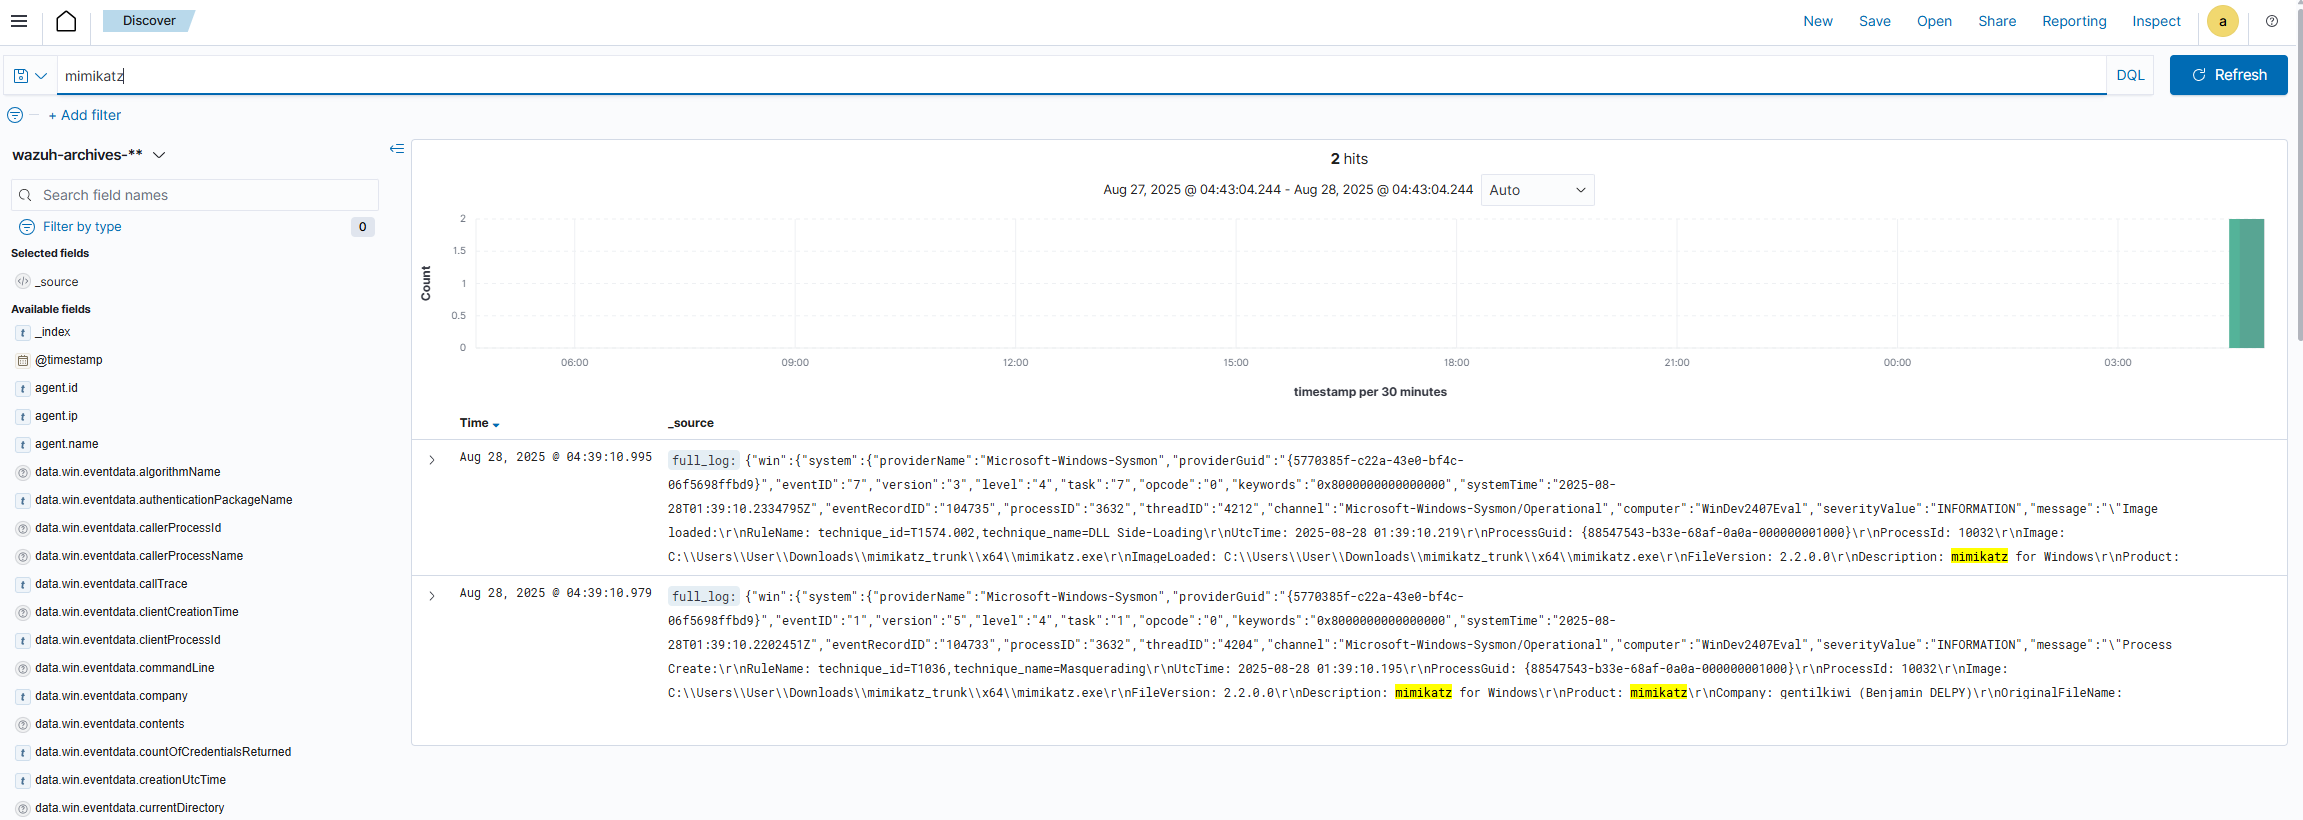 Discover
New Save Open Share Reporting Inspect a
mimikatz
DQL
Refresh
+ Add filter
wazuh-archives-**
Search field names
Filter by type 0
Selected fields
_source
Available fields
t _index
@timestamp
t agent.id
t agent.ip
t agent.name
? data.win.eventdata.algorithmName
t data.win.eventdata.authenticationPackageName
? data.win.eventdata.callerProcessId
? data.win.eventdata.callerProcessName
t data.win.eventdata.callTrace
? data.win.eventdata.clientCreationTime
t data.win.eventdata.clientProcessId
? data.win.eventdata.commandLine
t data.win.eventdata.company
? data.win.eventdata.contents
t data.win.eventdata.countOfCredentialsReturned
t data.win.eventdata.creationUtcTime
? data.win.eventdata.currentDirectory
2 hits
Aug 27, 2025 @ 04:43:04.244 - Aug 28, 2025 @ 04:43:04.244 Auto
Count
2
1.5
1
0.5
0
06:00 09:00 12:00 15:00 18:00 21:00 00:00 03:00
timestamp per 30 minutes
Time _source
Aug 28, 2025 @ 04:39:10.995 full_log: {"win":{"system":{"providerName":"Microsoft-Windows-Sysmon","providerGuid":"{5770385f-c22a-43e0-bf4c-
06f5698ffbd9}","eventID":"7","version":"3","level":"4","task":"7","opcode":"0","keywords":"0x8000000000000000","systemTime":"2025-08-
28T01:39:10.2334795Z","eventRecordID":"104735","processID":"3632","threadID":"4212","channel":"Microsoft-Windows-Sysmon/Operational","computer":"WinDev2407Eval","severityValue":"INFORMATION","message":"\"Image
loaded:\r\nRuleName: technique_id=T1574.002,technique_name=DLL Side-Loading\r\nUtcTime: 2025-08-28 01:39:10.219\r\nProcessGuid: {88547543-b33e-68af-0a0a-000000001000}\r\nProcessId: 10032\r\nImage:
C:\\Users\\User\\Downloads\\mimikatz_trunk\\x64\\mimikatz.exe\r\nImageLoaded: C:\\Users\\User\\Downloads\\mimikatz_trunk\\x64\\mimikatz.exe\r\nFileVersion: 2.2.0.0\r\nDescription: mimikatz for Windows\r\nProduct:
Aug 28, 2025 @ 04:39:10.979 full_log: {"win":{"system":{"providerName":"Microsoft-Windows-Sysmon","providerGuid":"{5770385f-c22a-43e0-bf4c-
06f5698ffbd9}","eventID":"1","version":"5","level":"4","task":"1","opcode":"0","keywords":"0x8000000000000000","systemTime":"2025-08-
28T01:39:10.2202451Z","eventRecordID":"104733","processID":"3632","threadID":"4204","channel":"Microsoft-Windows-Sysmon/Operational","computer":"WinDev2407Eval","severityValue":"INFORMATION","message":"\"Process
Create:\r\nRuleName: technique_id=T1036,technique_name=Masquerading\r\nUtcTime: 2025-08-28 01:39:10.195\r\nProcessGuid: {88547543-b33e-68af-0a0a-000000001000}\r\nProcessId: 10032\r\nImage:
C:\\Users\\User\\Downloads\\mimikatz_trunk\\x64\\mimikatz.exe\r\nFileVersion: 2.2.0.0\r\nDescription: mimikatz for Windows\r\nProduct: mimikatz\r\nCompany: gentilkiwi (Benjamin DELPY)\r\nOriginalFileName: